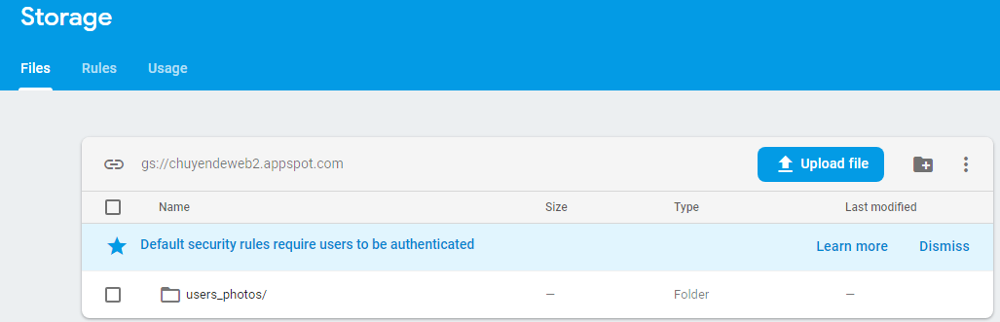 Storage
Files Rules Usage
gs://chuyendeweb2.appspot.com Upload file
Name Size Type Last modified
Default security rules require users to be authenticated Learn more Dismiss
users_photos/ — Folder —